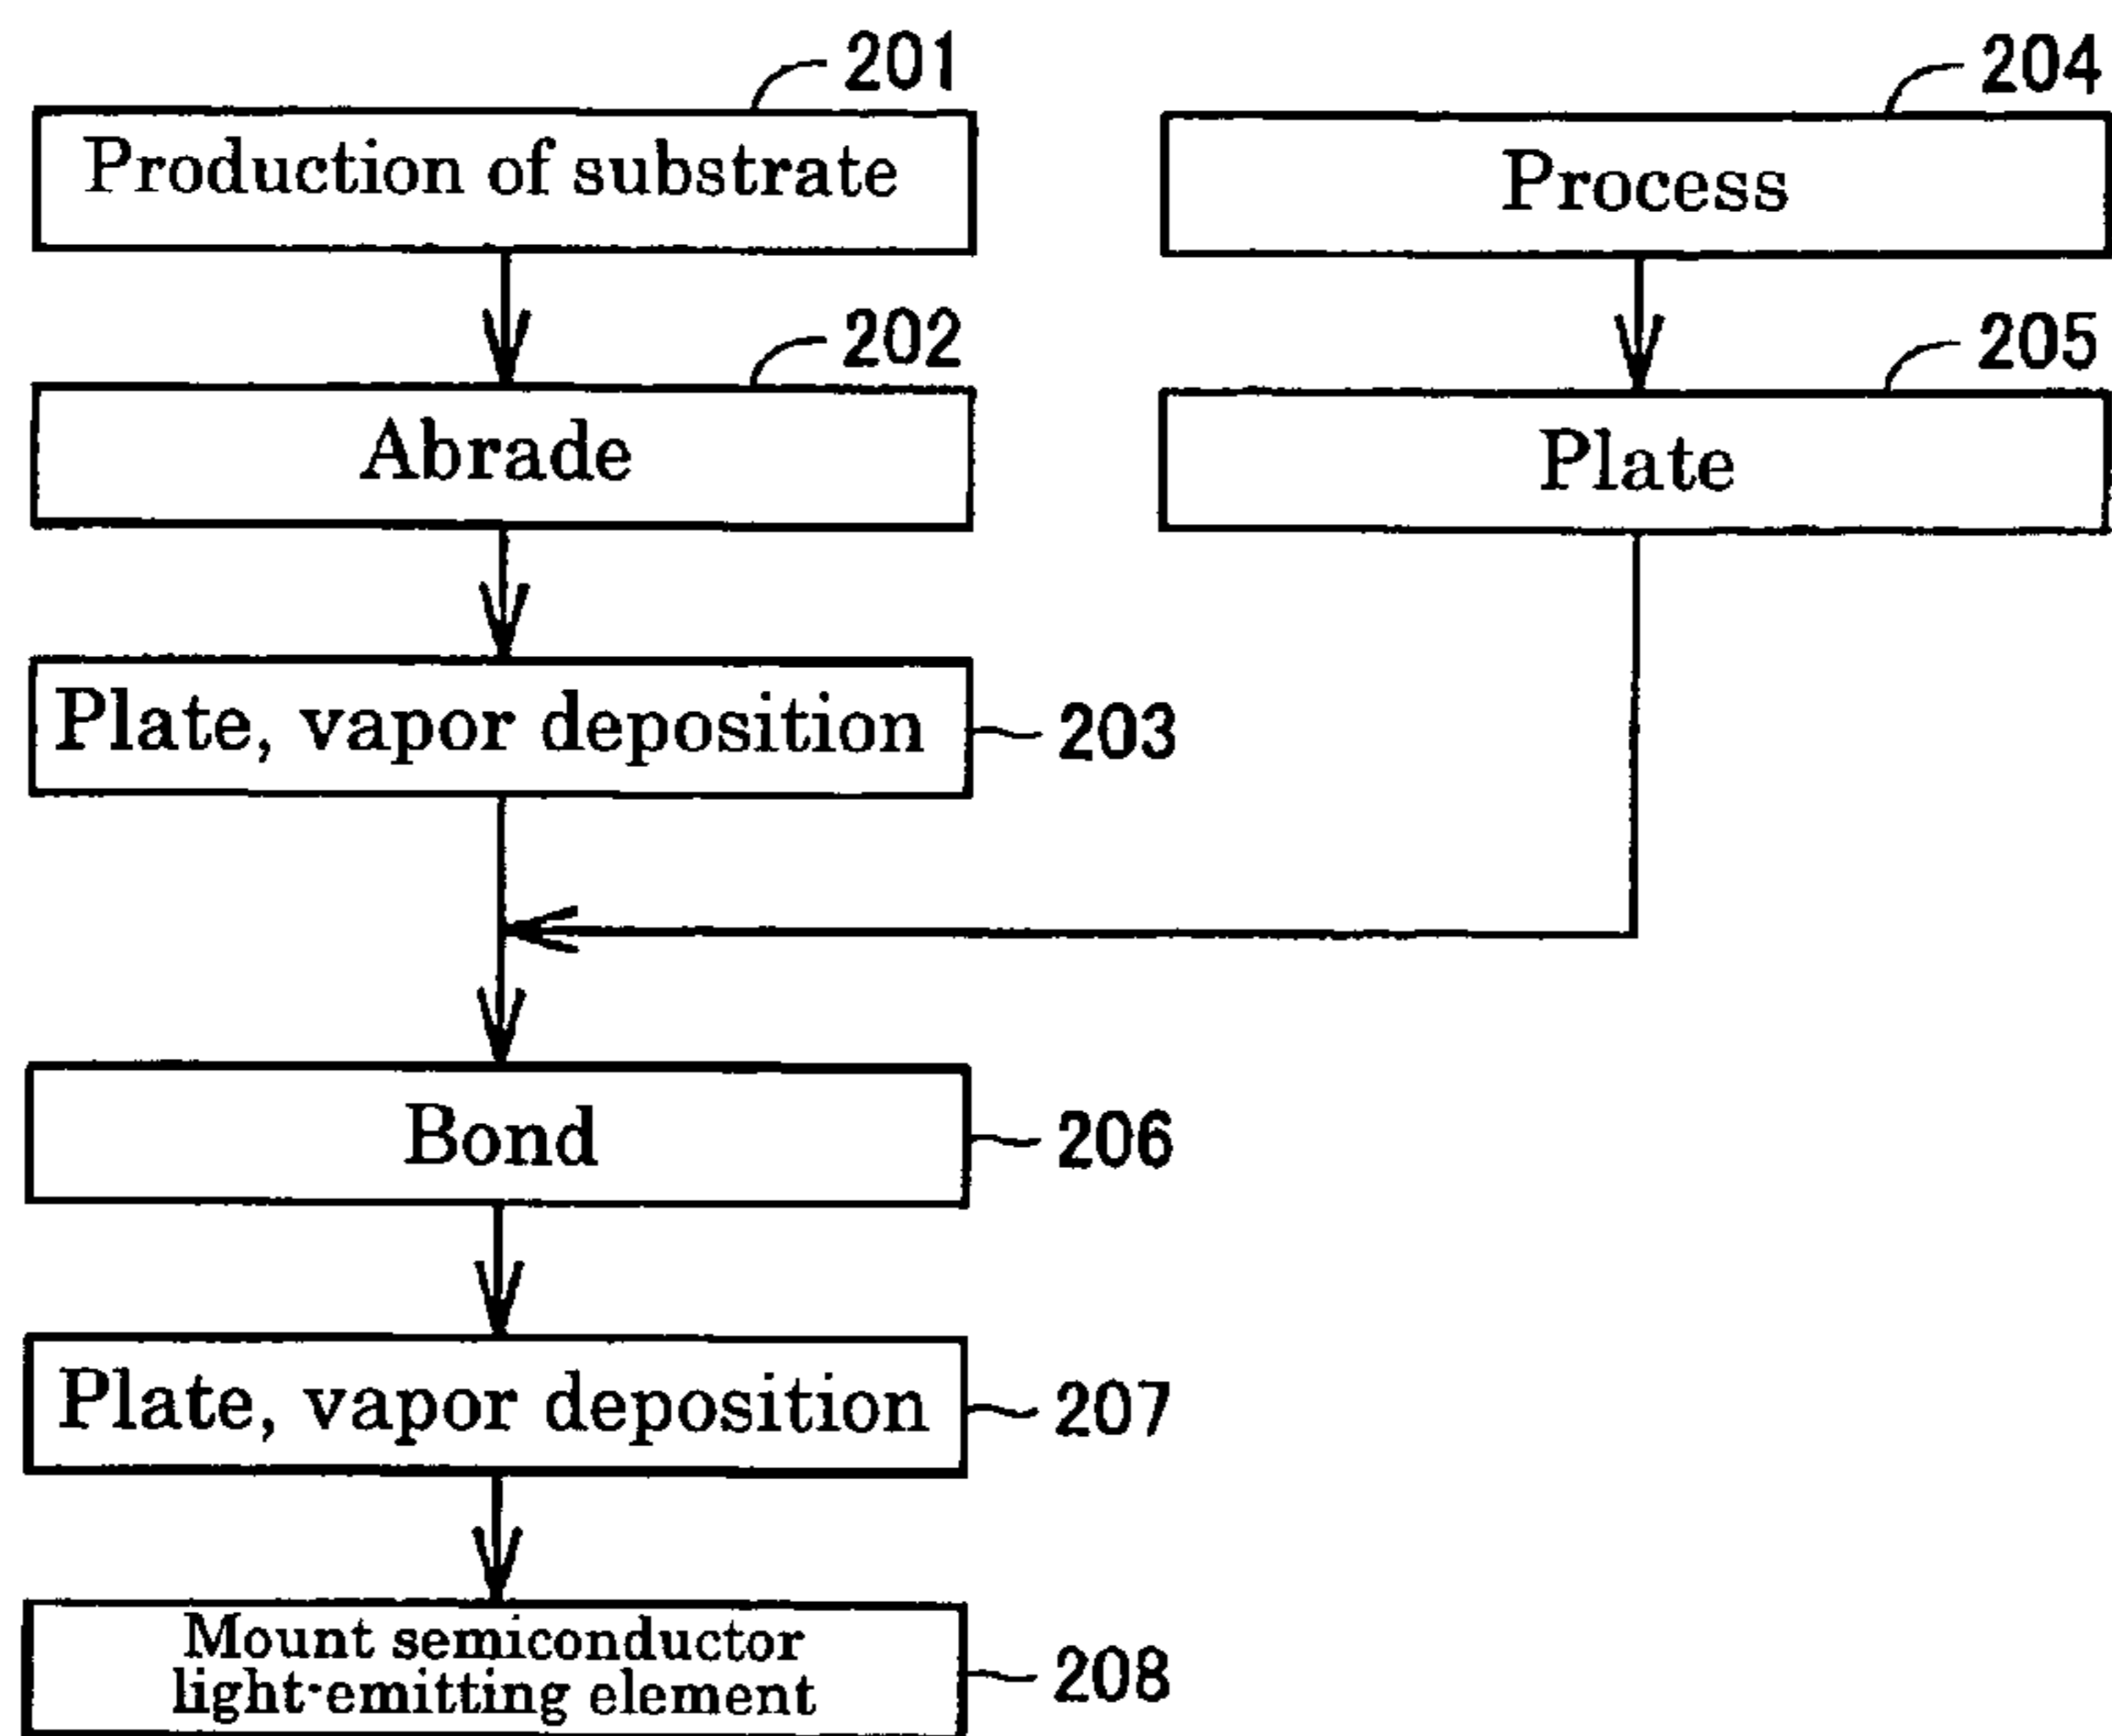 201
Production of substrate
204
Process
202
Abrade
205
Plate
Plate, vapor deposition
203
Bond
206
Plate, vapor deposition
207
Mount semiconductor
light-emitting element
208